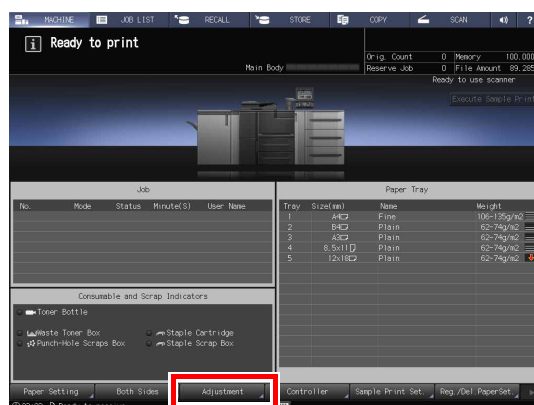 MACHINE JOB LIST RECALL STORE COPY SCAN ?
i Ready to print
Main Body
Orig. Count 0 Memory 100.000
Reserve Job 0 File Amount 89.265
Ready to use scanner
Execute Sample Print
Job
No. Mode Status Minute(S) User Name
Paper Tray
Tray Size(mm) Name Weight
1 A4 Fine 106-135g/m2
2 B4 Plain 62-74g/m2
3 A3 Plain 62-74g/m2
4 8.5x11 Plain 62-74g/m2
5 12x18 Plain 62-74g/m2
Consumable and Scrap Indicators
Toner Bottle
Waste Toner Box Staple Cartridge
Punch-Hole Scraps Box Staple Scrap Box
Paper Setting Both Sides Adjustment Controller Sample Print Set. Reg./Del.PaperSet.